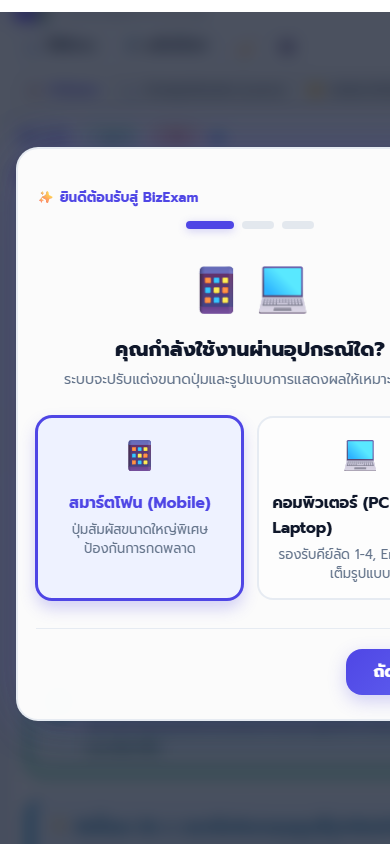 ยินดีต้อนรับสู่ BizExam
คุณกำลังใช้งานผ่านอุปกรณ์ใด?
ระบบจะปรับแต่งขนาดปุ่มและรูปแบบการแสดงผลให้เหมาะ
สมาร์ตโฟน (Mobile)
ปุ่มสัมผัสขนาดใหญ่พิเศษ
ป้องกันการกดพลาด
คอมพิวเตอร์ (PC
Laptop)
รองรับคีย์ลัด 1-4, E
เต็มรูปแบบ